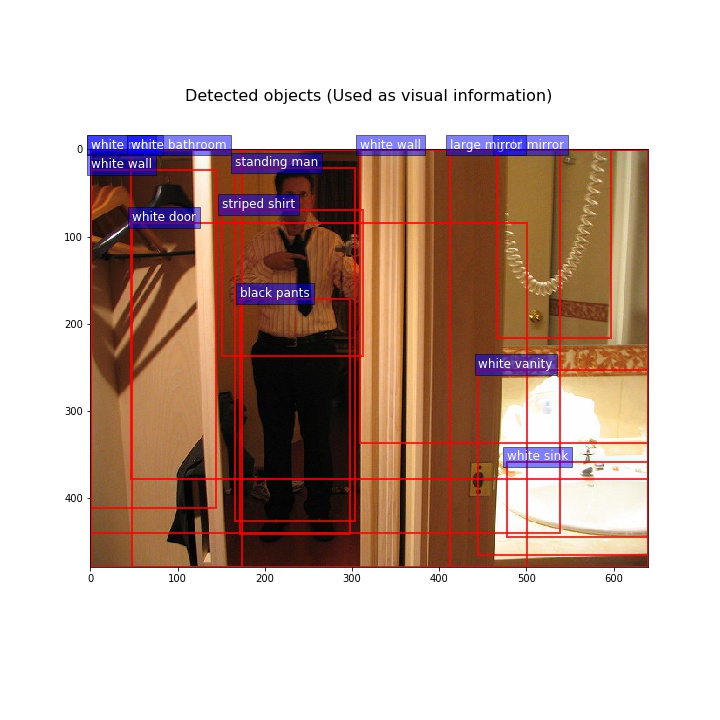 Detected objects (Used as visual information)
white white bathroom white wall large mirror mirror
white wall standing man
striped shirt
white door
black pants
white vanity
white sink
0
100
200
300
400
0 100 200 300 400 500 600